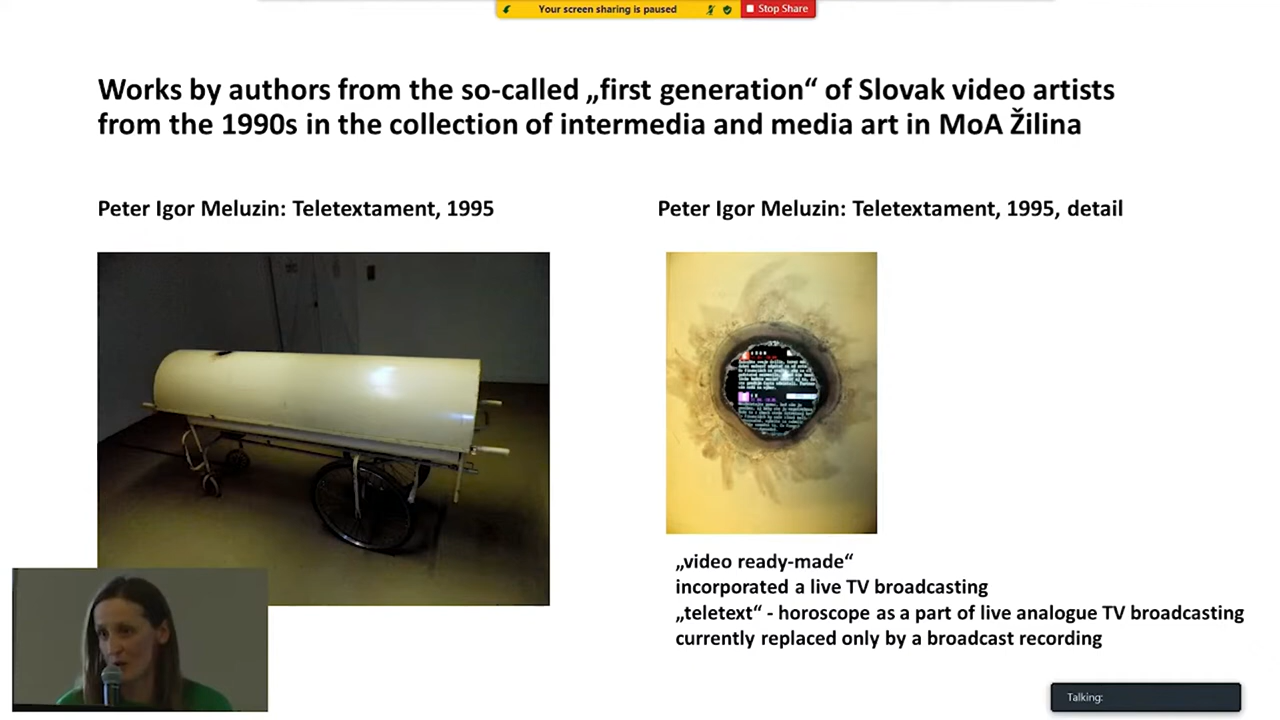 Your screen sharing is paused
Stop Share
Works by authors from the so-called „first generation“ of Slovak video artists
from the 1990s in the collection of intermedia and media art in MoA Žilina
Peter Igor Meluzin: Teletextament, 1995
Peter Igor Meluzin: Teletextament, 1995, detail
„video ready-made“
incorporated a live TV broadcasting
„teletext“ - horoscope as a part of live analogue TV broadcasting
currently replaced only by a broadcast recording
Talking: